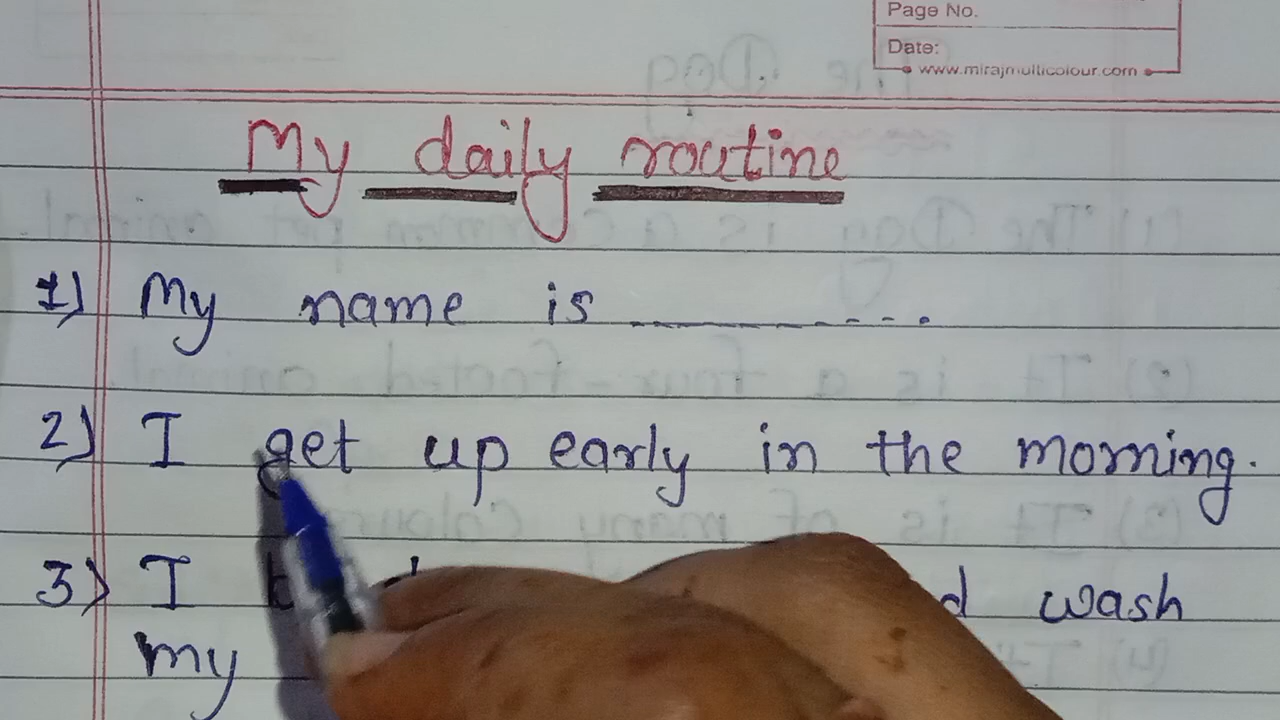 Page No.
Date:
www.mirajmulticolour.com
My daily routine
1) My name is _ _ _ _ _ _ _ - - .
2) I get up early in the morning.
3) I wash
my